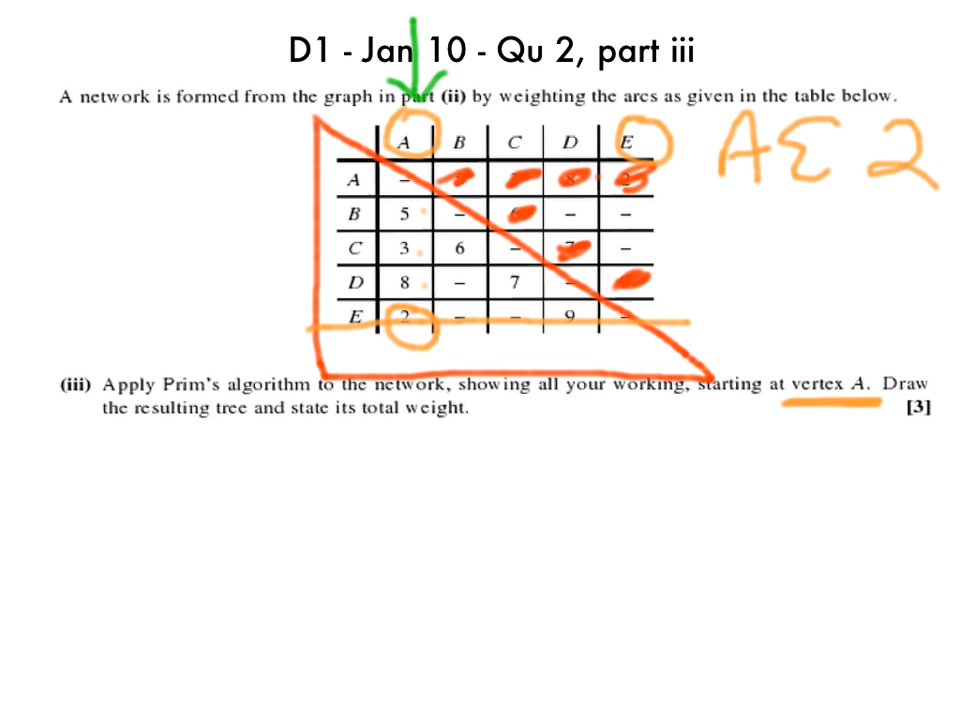 D1 - Jan 10 - Qu 2, part iii
A network is formed from the graph in part (ii) by weighting the arcs as given in the table below.
A B C D E
A E 2
A –
B 5 – – –
C 3 6 – –
D 8 – 7 –
E 2 – – 9 –
(iii) Apply Prim's algorithm to the network, showing all your working, starting at vertex A. Draw
the resulting tree and state its total weight. [3]